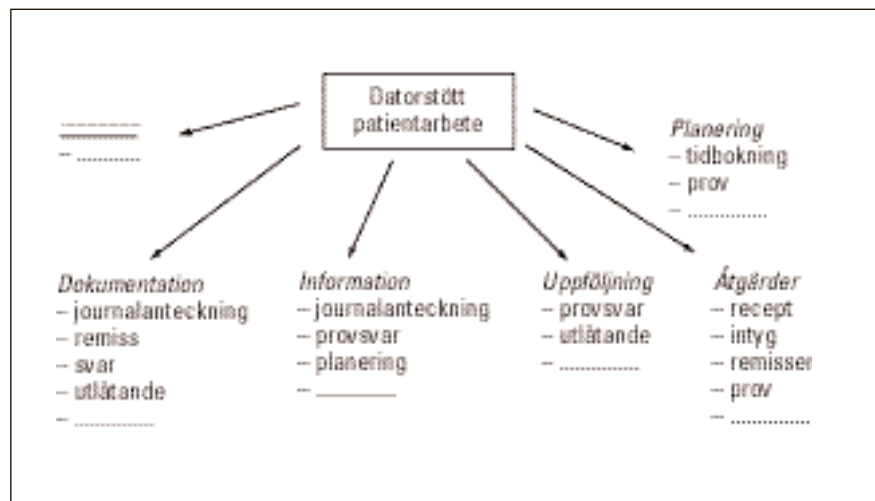 Datorstött
patientarbete
– ..............
Planering
– tidbokning
– prov
– ..............
Dokumentation
– journalanteckning
– remiss
– svar
– utlåtande
– ..............
Information
– journalanteckning
– provsvar
– planering
– ______________
Uppföljning
– provsvar
– utlåtande
– ..............
Åtgärder
– recept
– intyg
– remisser
– prov
– ..............